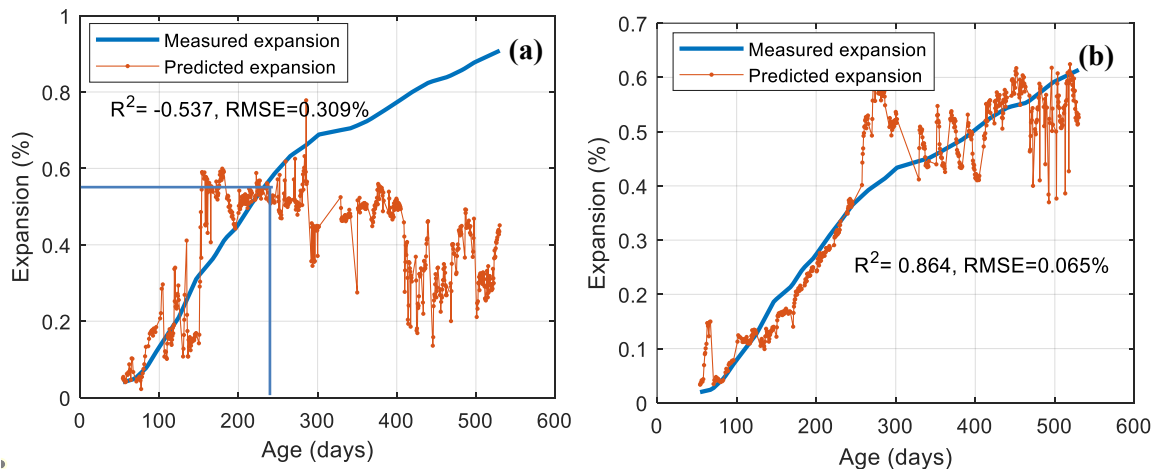 1
0.8
0.6
0.4
0.2
0
Expansion (%)
Measured expansion
Predicted expansion
(a)
R²= -0.537, RMSE=0.309%
0 100 200 300 400 500 600
Age (days)
0.7
0.6
0.5
0.4
0.3
0.2
0.1
0
Expansion (%)
Measured expansion
Predicted expansion
(b)
R²= 0.864, RMSE=0.065%
0 100 200 300 400 500 600
Age (days)